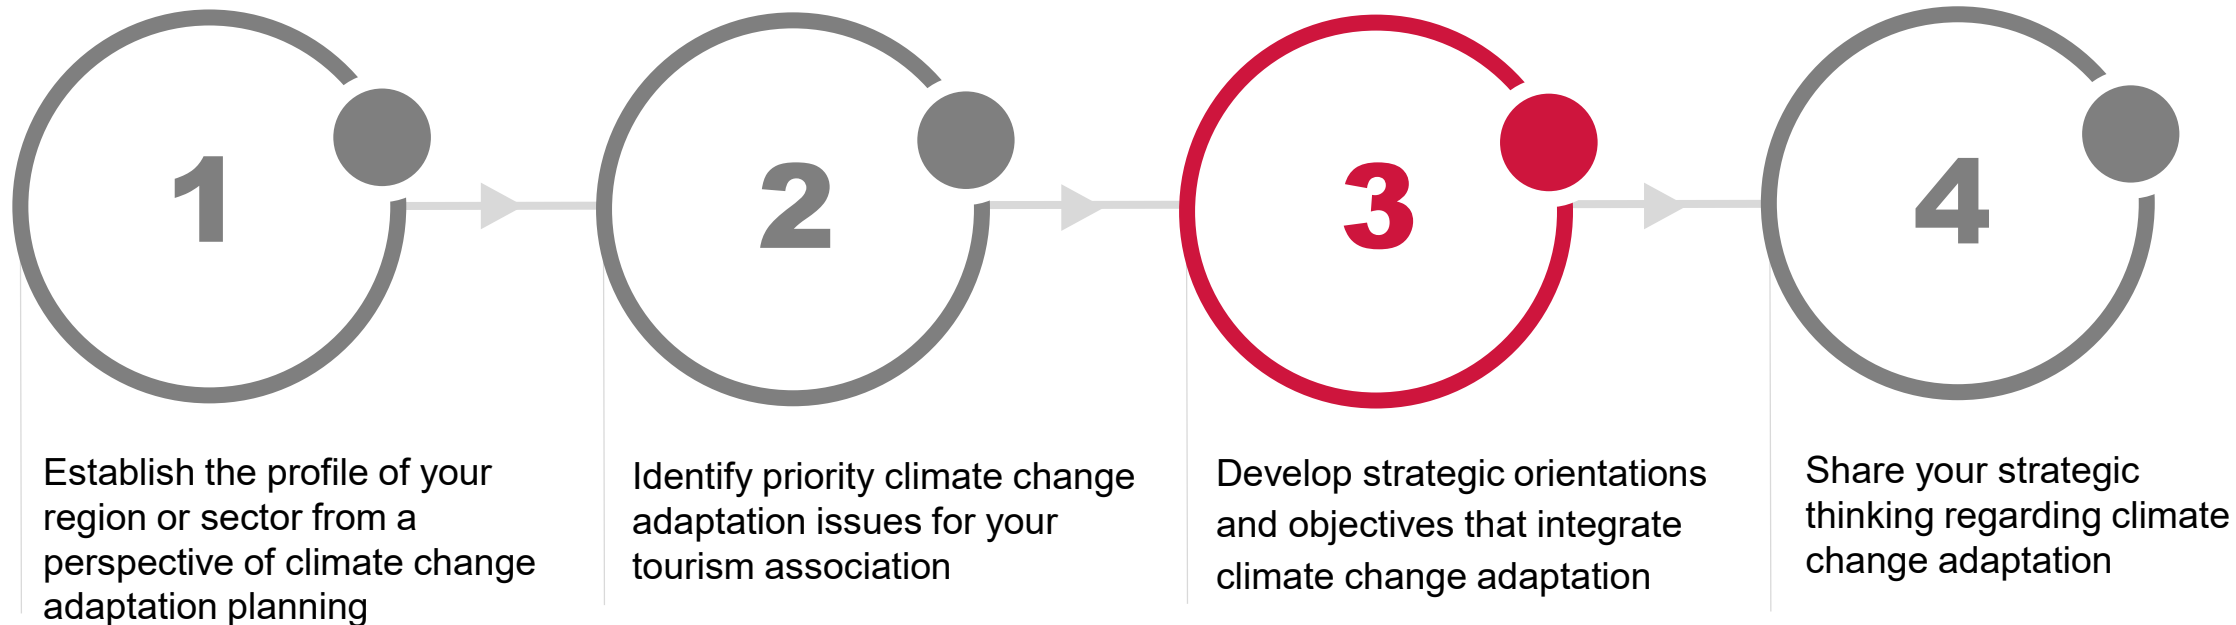 1
Establish the profile of your
region or sector from a
perspective of climate change
adaptation planning
2
Identify priority climate change
adaptation issues for your
tourism association
3
Develop strategic orientations
and objectives that integrate
climate change adaptation
4
Share your strategic
thinking regarding climate
change adaptation